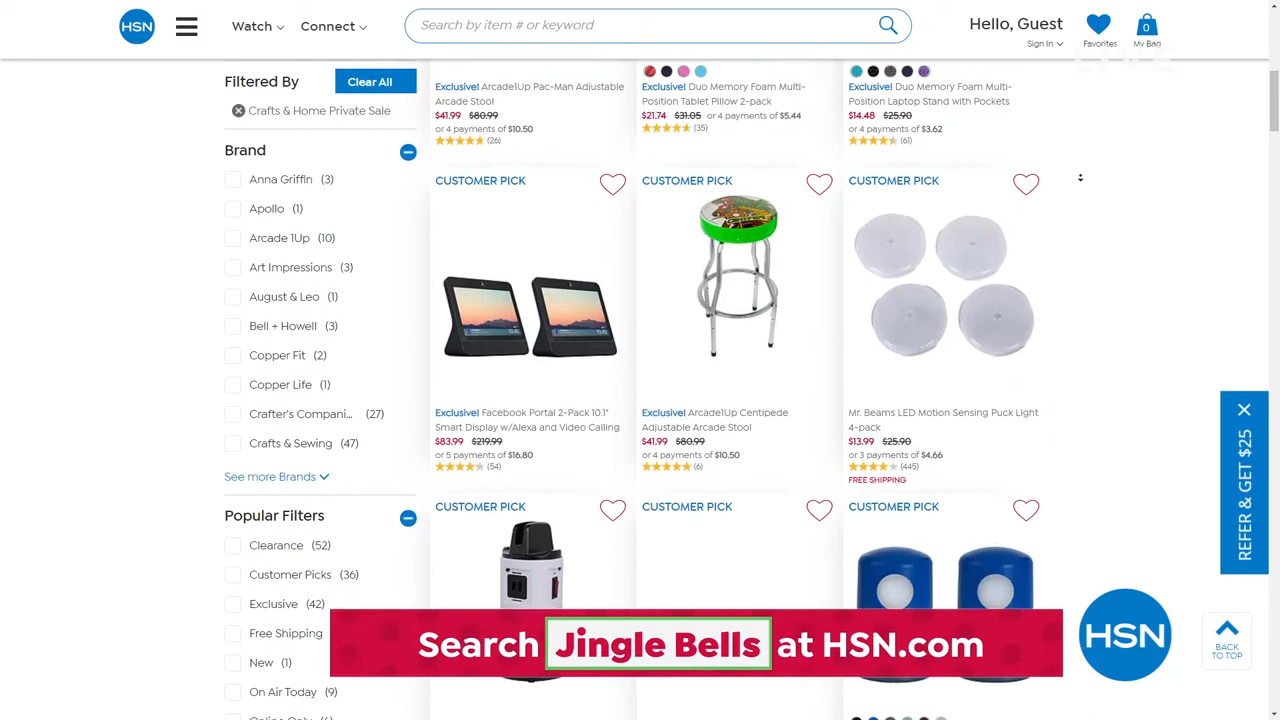 HSN
Watch
Connect
Search by item # or keyword
Hello, Guest
Sign In
Favorites
0
My Bag
Filtered By
Clear All
Crafts & Home Private Sale
Brand
Anna Griffin (3)
Apollo (1)
Arcade 1Up (10)
Art Impressions (3)
August & Leo (1)
Bell + Howell (3)
Copper Fit (2)
Copper Life (1)
Crafter's Compani... (27)
Crafts & Sewing (47)
See more Brands
Popular Filters
Clearance (52)
Customer Picks (36)
Exclusive (42)
Free Shipping
New (1)
On Air Today (9)
Exclusive! Arcade1Up Pac-Man Adjustable
Arcade Stool
$41.99 $80.99
or 4 payments of $10.50
(26)
Exclusive! Duo Memory Foam Multi-
Position Tablet Pillow 2-pack
$21.74 $31.05 or 4 payments of $5.44
(35)
Exclusive! Duo Memory Foam Multi-
Position Laptop Stand with Pockets
$14.48 $25.90
or 4 payments of $3.62
(61)
CUSTOMER PICK
Exclusive! Facebook Portal 2-Pack 10.1"
Smart Display w/Alexa and Video Calling
$83.99 $219.99
or 5 payments of $16.80
(54)
CUSTOMER PICK
Exclusive! Arcade1Up Centipede
Adjustable Arcade Stool
$41.99 $80.99
or 4 payments of $10.50
(6)
CUSTOMER PICK
Mr. Beams LED Motion Sensing Puck Light
4-pack
$13.99 $25.90
or 3 payments of $4.66
(445)
FREE SHIPPING
CUSTOMER PICK
CUSTOMER PICK
CUSTOMER PICK
REFER & GET $25
Search Jingle Bells at HSN.com
HSN
BACK
TO TOP